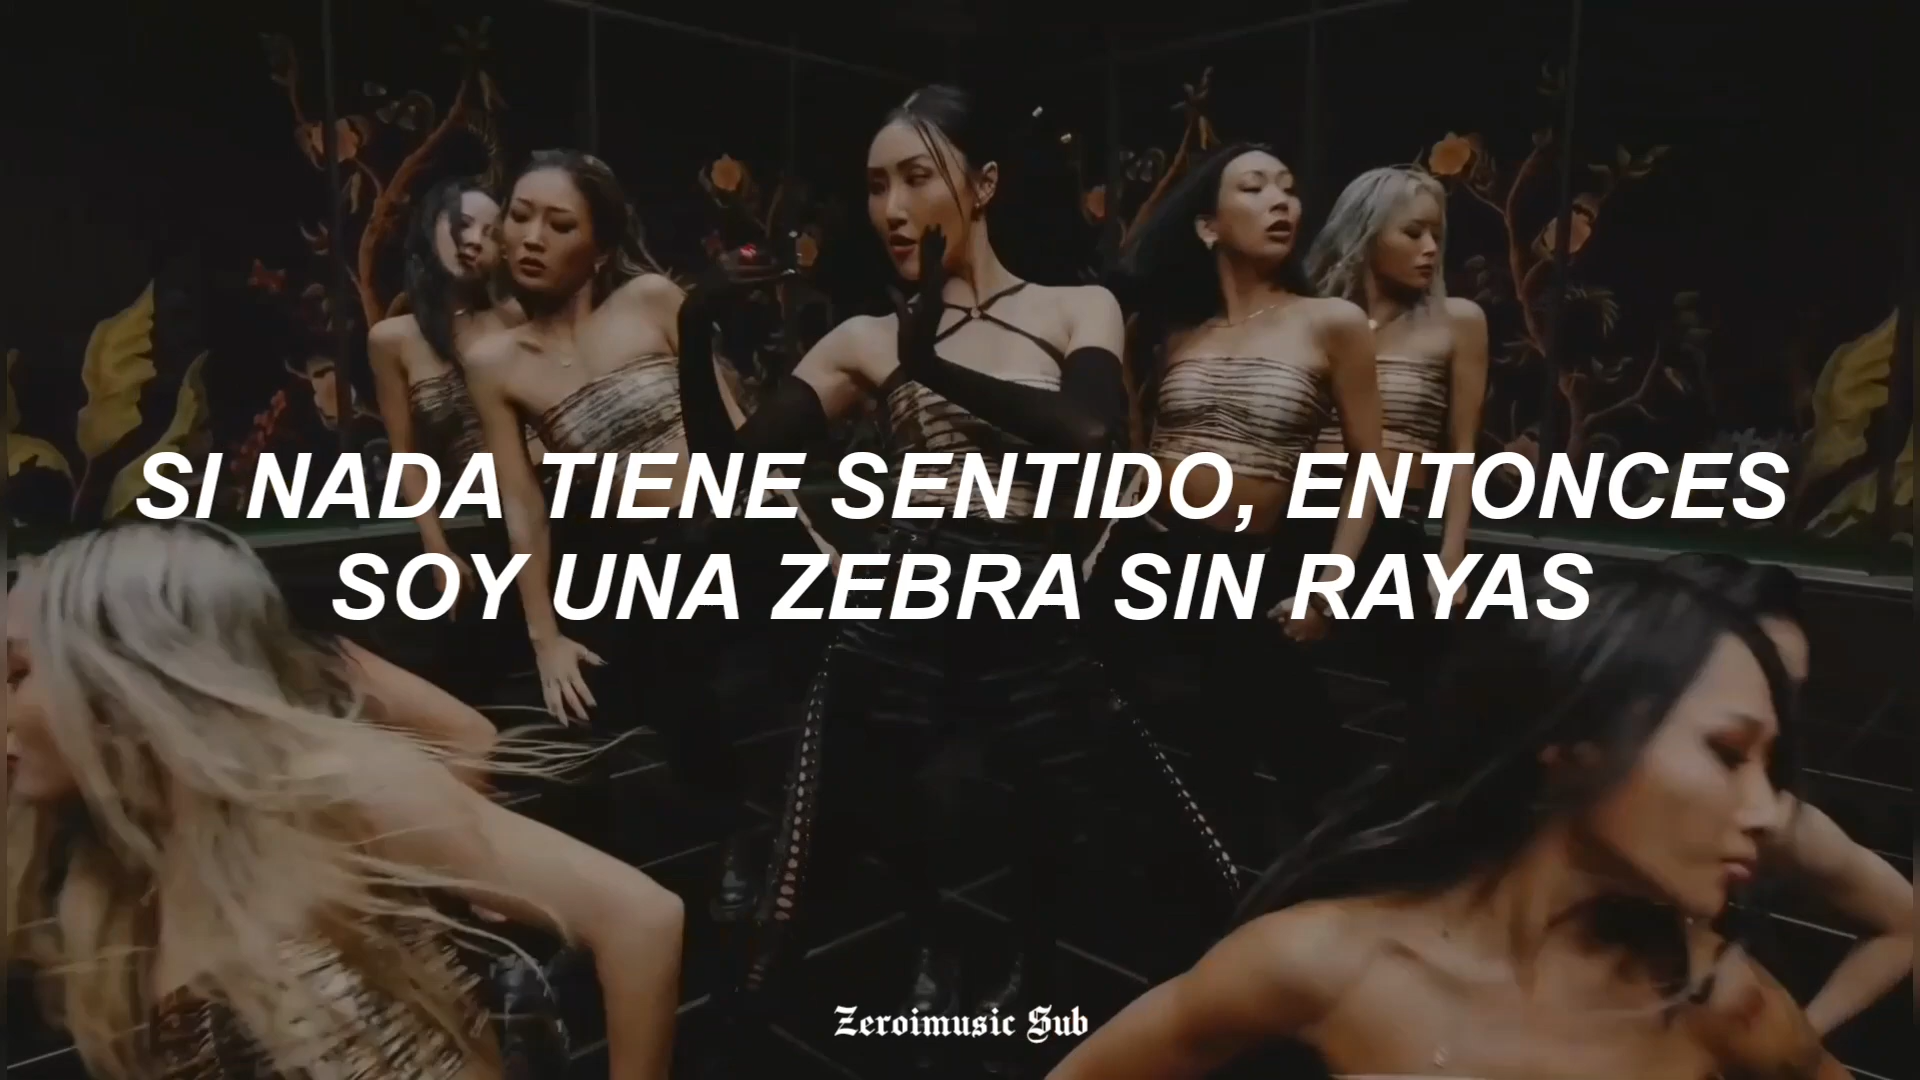 SI NADA TIENE SENTIDO, ENTONCES
SOY UNA ZEBRA SIN RAYAS
Zeroimusic Sub